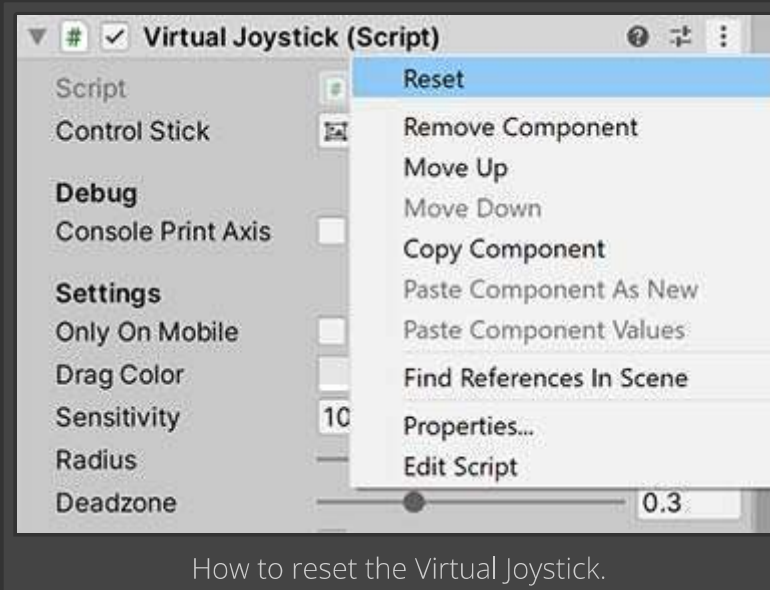 # Virtual Joystick (Script)
Script
Control Stick
Debug
Console Print Axis
Settings
Only On Mobile
Drag Color
Sensitivity 10
Radius
Deadzone 0.3
Reset
Remove Component
Move Up
Move Down
Copy Component
Paste Component As New
Paste Component Values
Find References In Scene
Properties...
Edit Script
How to reset the Virtual Joystick.